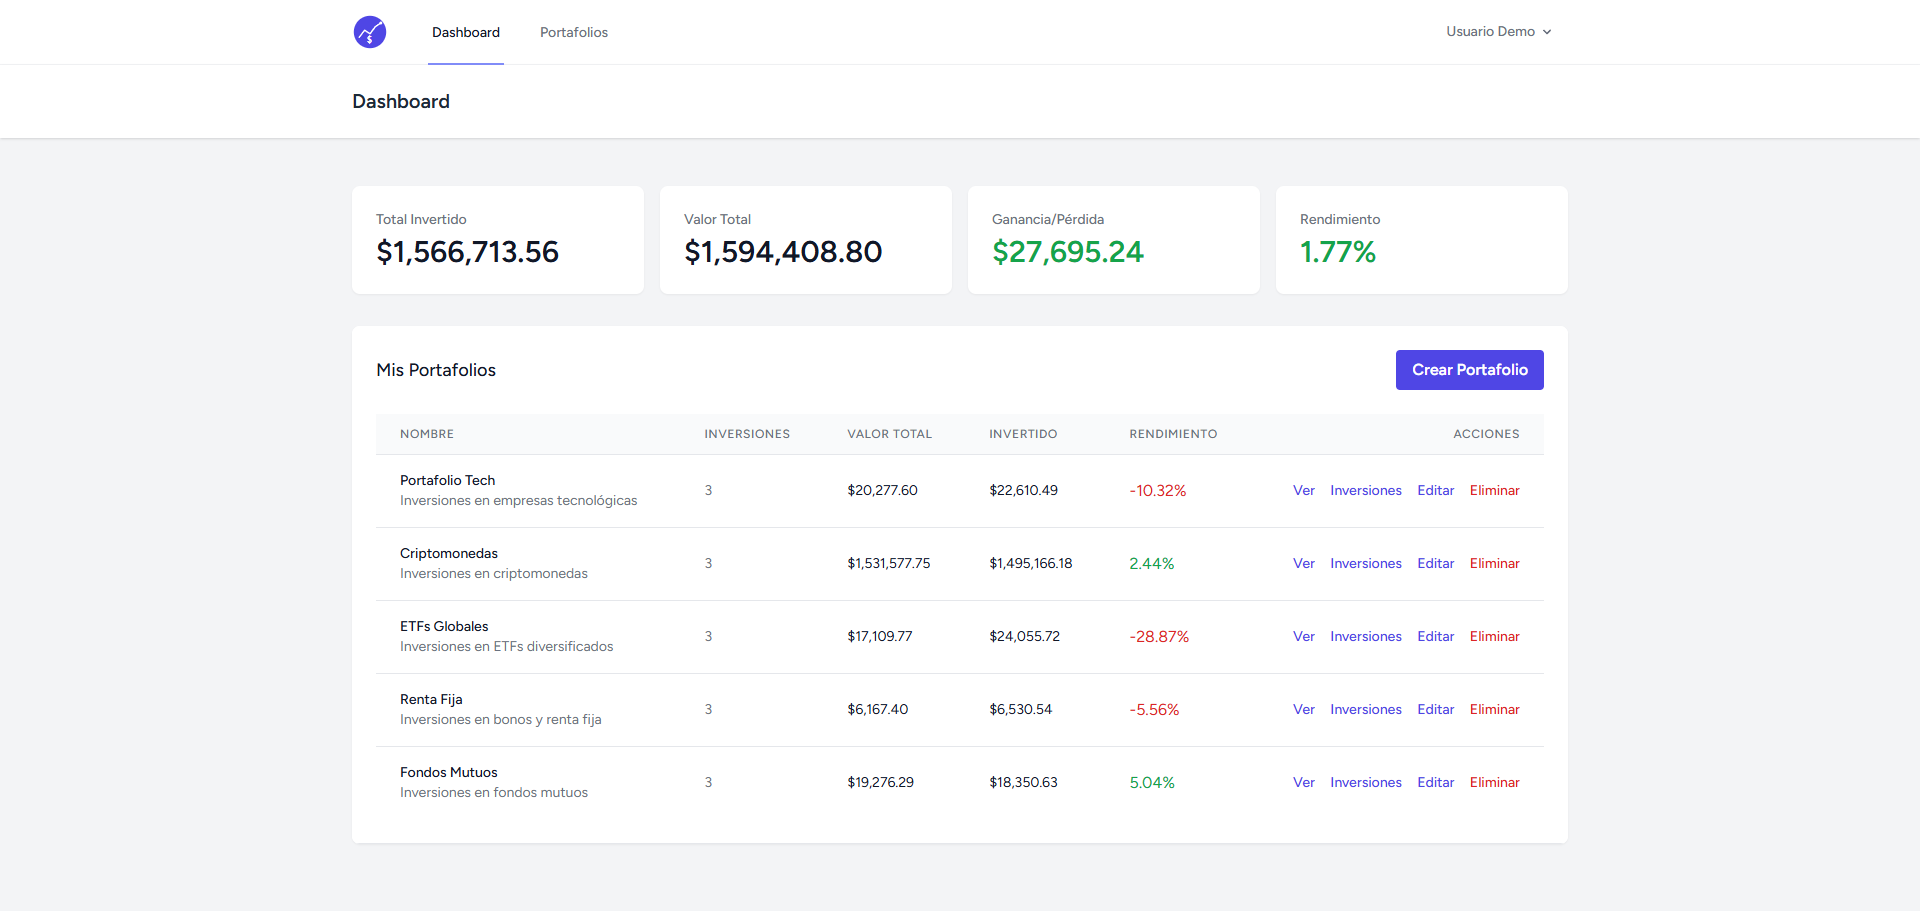 Dashboard Portafolios Usuario Demo
Dashboard
Total Invertido Valor Total Ganancia/Pérdida Rendimiento
$1,566,713.56 $1,594,408.80 $27,695.24 1.77%
Mis Portafolios Crear Portafolio
NOMBRE INVERSIONES VALOR TOTAL INVERTIDO RENDIMIENTO ACCIONES
Portafolio Tech
Inversiones en empresas tecnológicas
3 $20,277.60 $22,610.49 -10.32% Ver Inversiones Editar Eliminar
Criptomonedas
Inversiones en criptomonedas
3 $1,531,577.75 $1,495,166.18 2.44% Ver Inversiones Editar Eliminar
ETFs Globales
Inversiones en ETFs diversificados
3 $17,109.77 $24,055.72 -28.87% Ver Inversiones Editar Eliminar
Renta Fija
Inversiones en bonos y renta fija
3 $6,167.40 $6,530.54 -5.56% Ver Inversiones Editar Eliminar
Fondos Mutuos
Inversiones en fondos mutuos
3 $19,276.29 $18,350.63 5.04% Ver Inversiones Editar Eliminar